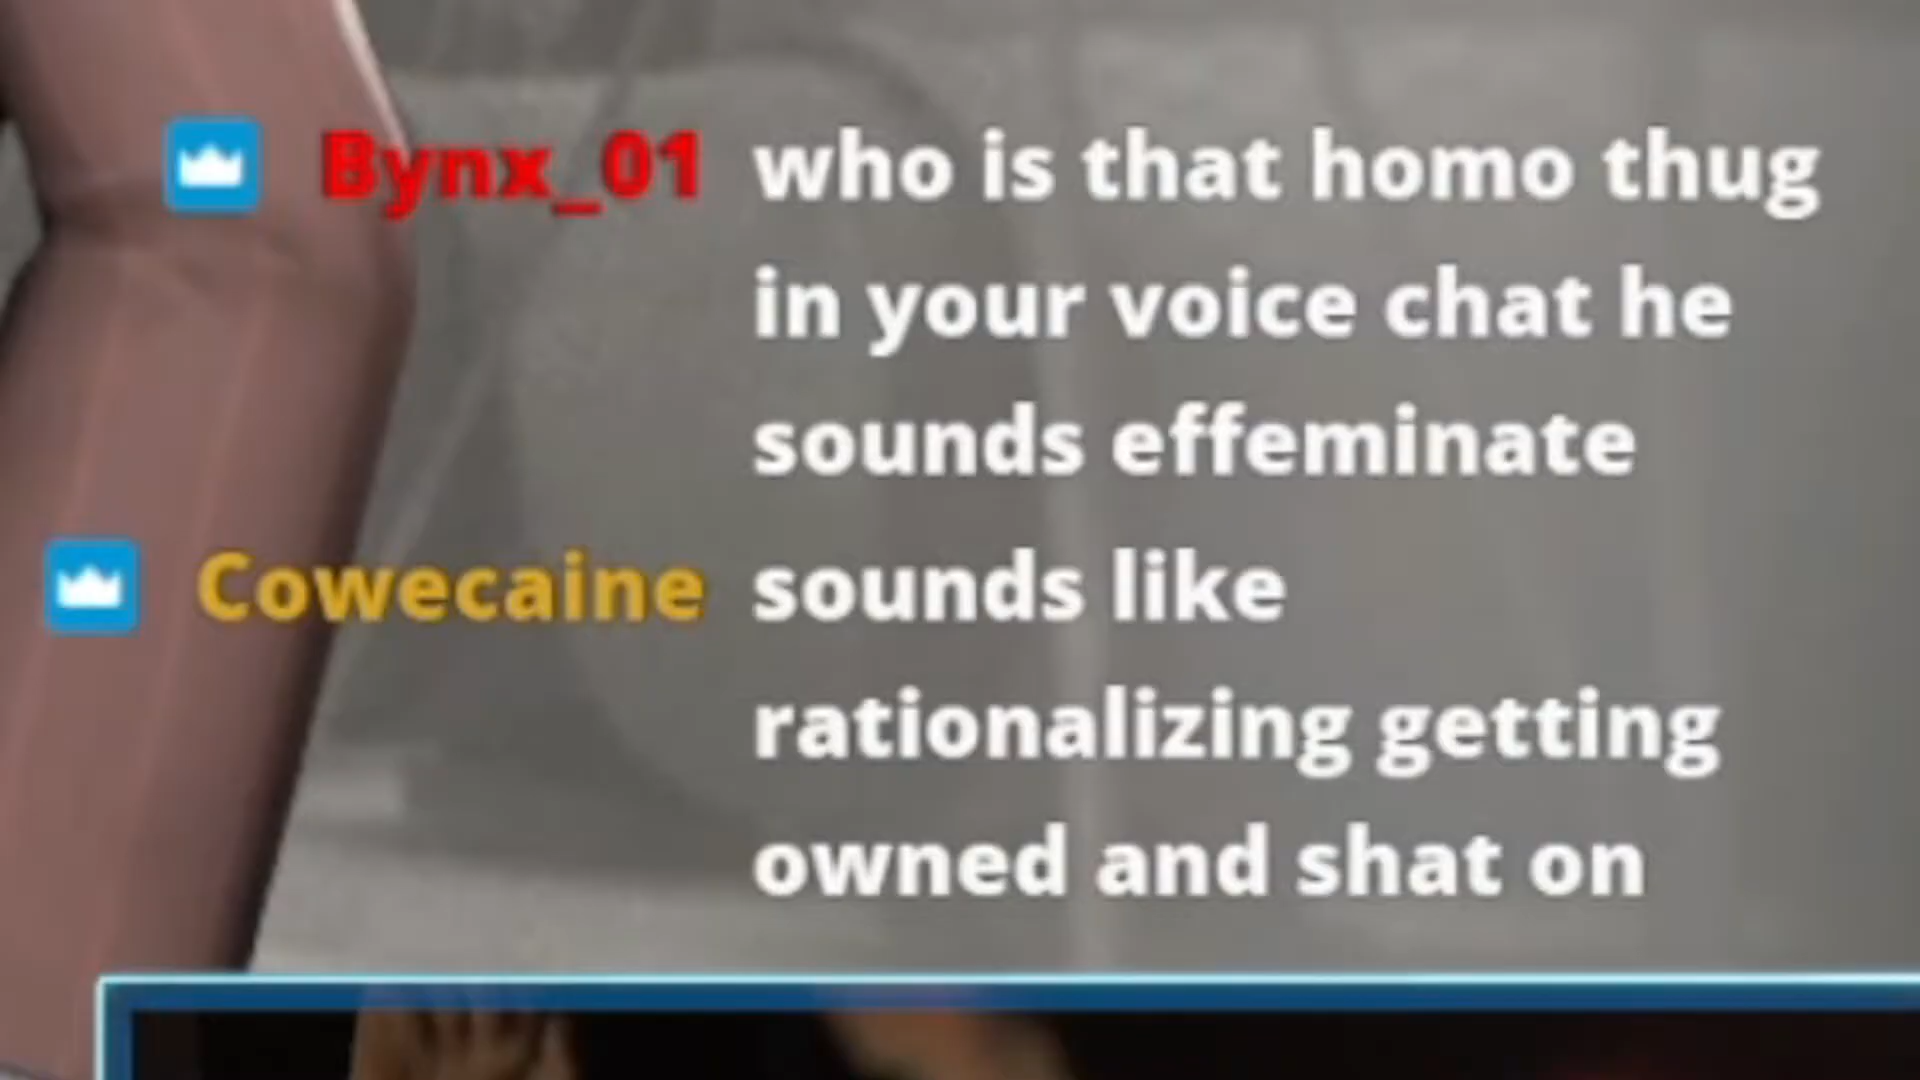 Bynx_01 who is that homo thug
in your voice chat he
sounds effeminate
Cowecaine sounds like
rationalizing getting
owned and shat on